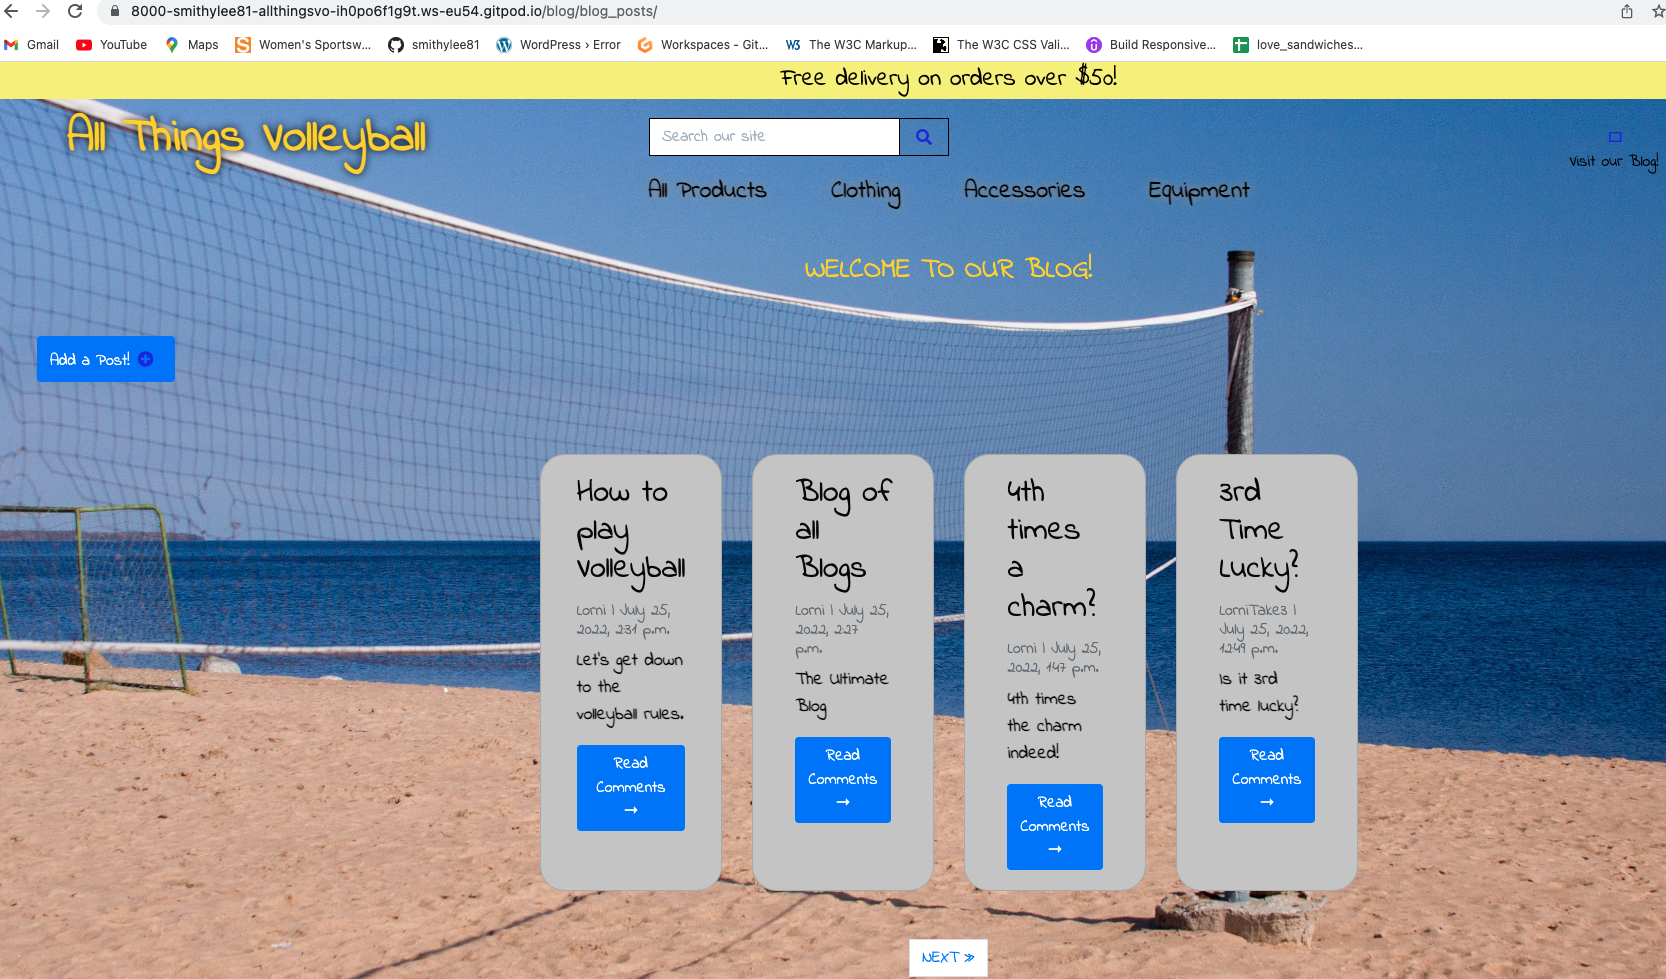 8000-smithylee81-allthingsvo-ih0po6f1g9t.ws-eu54.gitpod.io/blog/blog_posts/
Gmail YouTube Maps Women's Sportsw... smithylee81 WordPress › Error Workspaces - Git... The W3C Markup... The W3C CSS Vali... Build Responsive... love_sandwiches...
Free delivery on orders over $50!
All Things Volleyball
Search our site
Visit our Blog!
All Products Clothing Accessories Equipment
WELCOME TO OUR BLOG!
Add a Post!
How to
play
Volleyball
Lorni | July 25,
2022, 2:31 p.m.
Let's get down
to the
volleyball rules.
Read
Comments
→
Blog of
all
Blogs
Lorni | July 25,
2022, 2:27
p.m.
The Ultimate
Blog
Read
Comments
→
4th
times
a
charm?
Lorni | July 25,
2022, 1:47 p.m.
4th times
the charm
indeed!
Read
Comments
→
3rd
Time
Lucky?
LorniTake3 |
July 25, 2022,
12:49 p.m.
Is it 3rd
time lucky?
Read
Comments
→
NEXT »